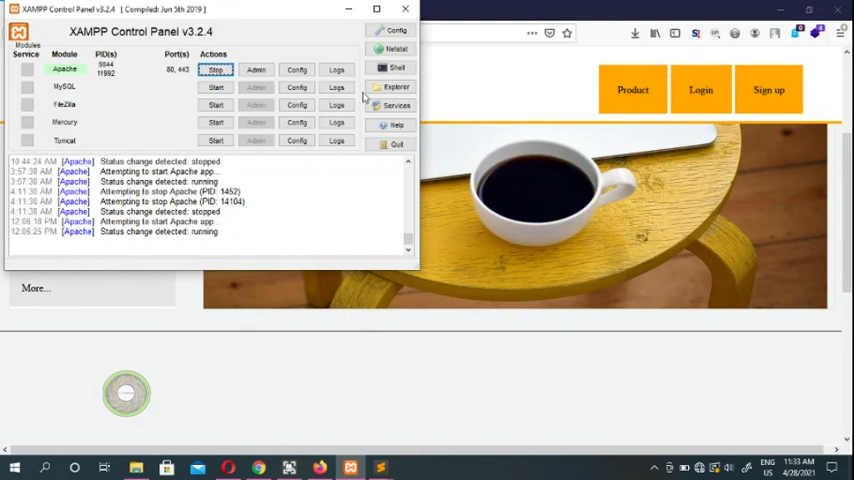 XAMPP Control Panel v3.2.4 [ Compiled: Jun 5th 2019 ]
XAMPP Control Panel v3.2.4
Config
Modules
Service Module PID(s) Port(s) Actions
Netstat
Apache 9844 11992 80, 443 Stop Admin Config Logs
Shell
MySQL Start Admin Config Logs
Explorer
FileZilla Start Admin Config Logs
Services
Mercury Start Admin Config Logs
Help
Tomcat Start Admin Config Logs
Quit
10:44:24 AM [Apache] Status change detected: stopped
3:57:38 AM [Apache] Attempting to start Apache app...
3:57:38 AM [Apache] Status change detected: running
4:11:30 AM [Apache] Attempting to stop Apache (PID: 1452)
4:11:30 AM [Apache] Attempting to stop Apache (PID: 14104)
4:11:38 AM [Apache] Status change detected: stopped
12:06:18 PM [Apache] Attempting to start Apache app...
12:06:25 PM [Apache] Status change detected: running
Product Login Sign up
More...
ENG 11:33 AM
US 4/28/2021